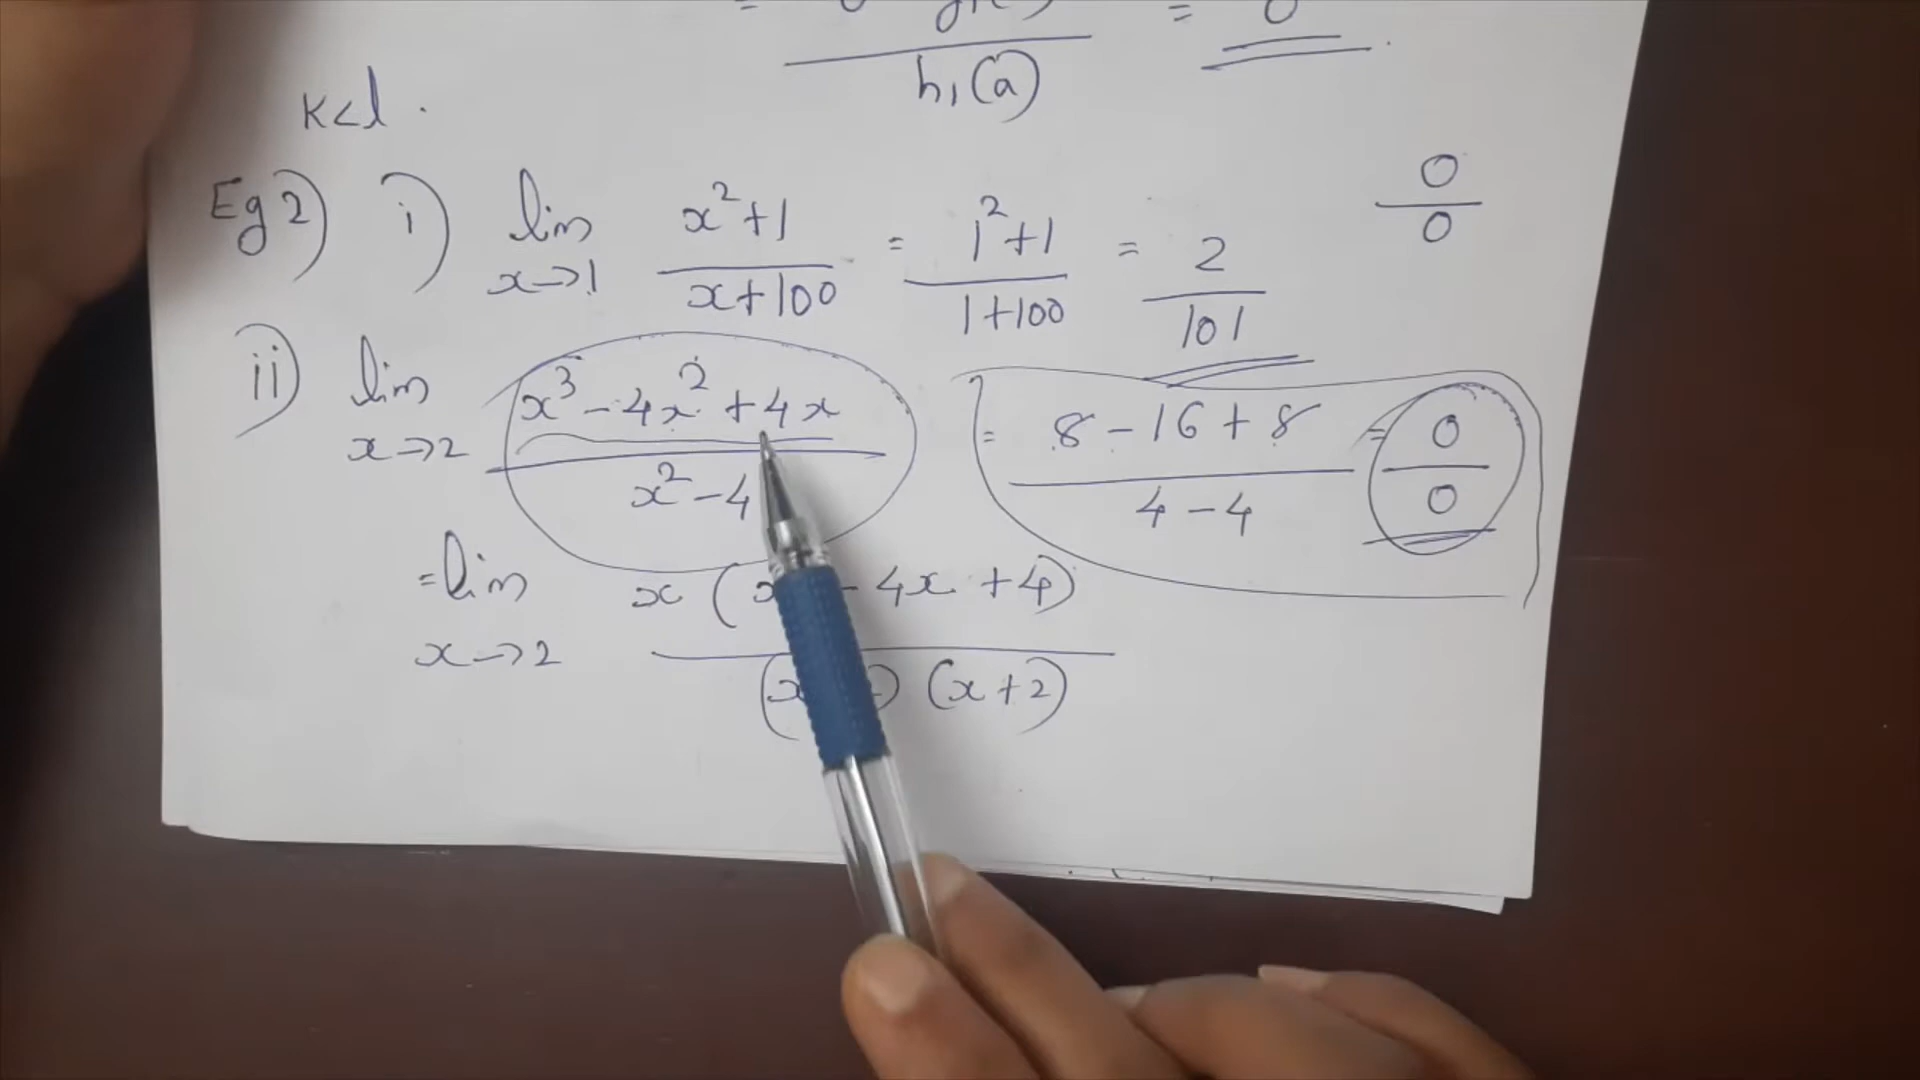 = 0 = 0
h₁(a)
K<l .
Eg 2) i) lim x→1 (x²+1)/(x+100) = (1²+1)/(1+100) = 2/101
0/0
ii) lim x→2 (x³-4x²+4x)/(x²-4) = (8-16+8)/(4-4) = 0/0
=lim x→2 x(x -4x+4)/(x ) (x+2)